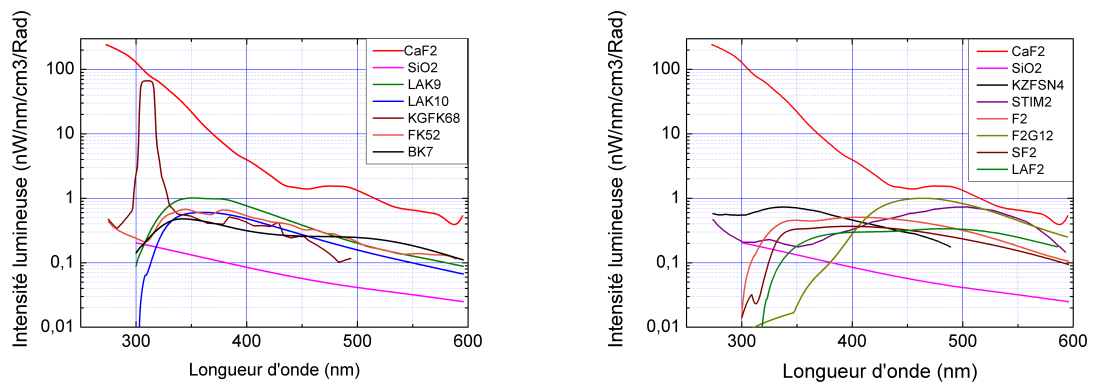 Intensité lumineuse (nW/nm/cm3/Rad)
100
10
1
0,1
0,01
250
300
400
500
600
Longueur d'onde (nm)
CaF2
SiO2
LAK9
LAK10
KGFK68
FK52
BK7
Intensité lumineuse (nW/nm/cm3/Rad)
100
10
1
0,1
0,01
250
300
400
500
600
Longueur d'onde (nm)
CaF2
SiO2
KZFSN4
STIM2
F2
F2G12
SF2
LAF2